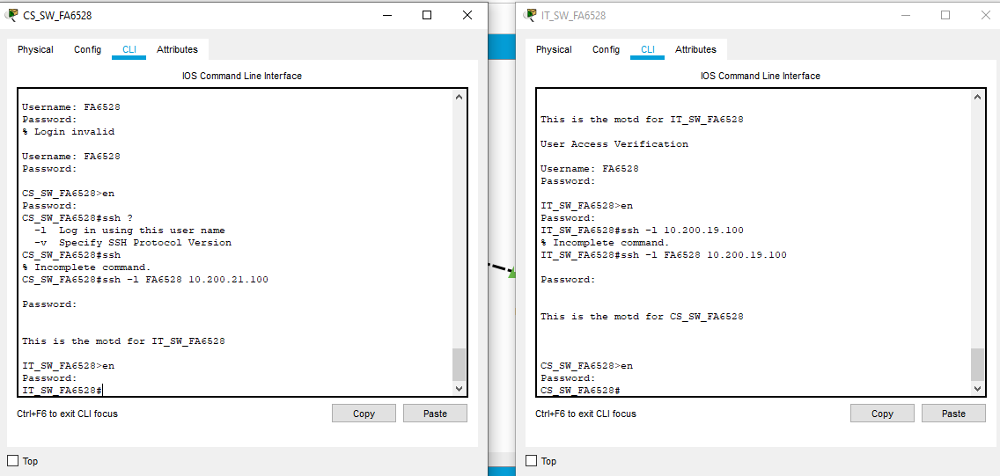 CS_SW_FA6528
Physical Config CLI Attributes
IOS Command Line Interface
Username: FA6528
Password:
% Login invalid
Username: FA6528
Password:
CS_SW_FA6528>en
Password:
CS_SW_FA6528#ssh ?
-l Log in using this user name
-v Specify SSH Protocol Version
CS_SW_FA6528#ssh
% Incomplete command.
CS_SW_FA6528#ssh -l FA6528 10.200.21.100
Password:
This is the motd for IT_SW_FA6528
IT_SW_FA6528>en
Password:
IT_SW_FA6528#
Ctrl+F6 to exit CLI focus
Copy
Paste
Top
IT_SW_FA6528
Physical Config CLI Attributes
IOS Command Line Interface
This is the motd for IT_SW_FA6528
User Access Verification
Username: FA6528
Password:
IT_SW_FA6528>en
Password:
IT_SW_FA6528#ssh -l 10.200.19.100
% Incomplete command.
IT_SW_FA6528#ssh -l FA6528 10.200.19.100
Password:
This is the motd for CS_SW_FA6528
CS_SW_FA6528>en
Password:
CS_SW_FA6528#
Ctrl+F6 to exit CLI focus
Copy
Paste
Top